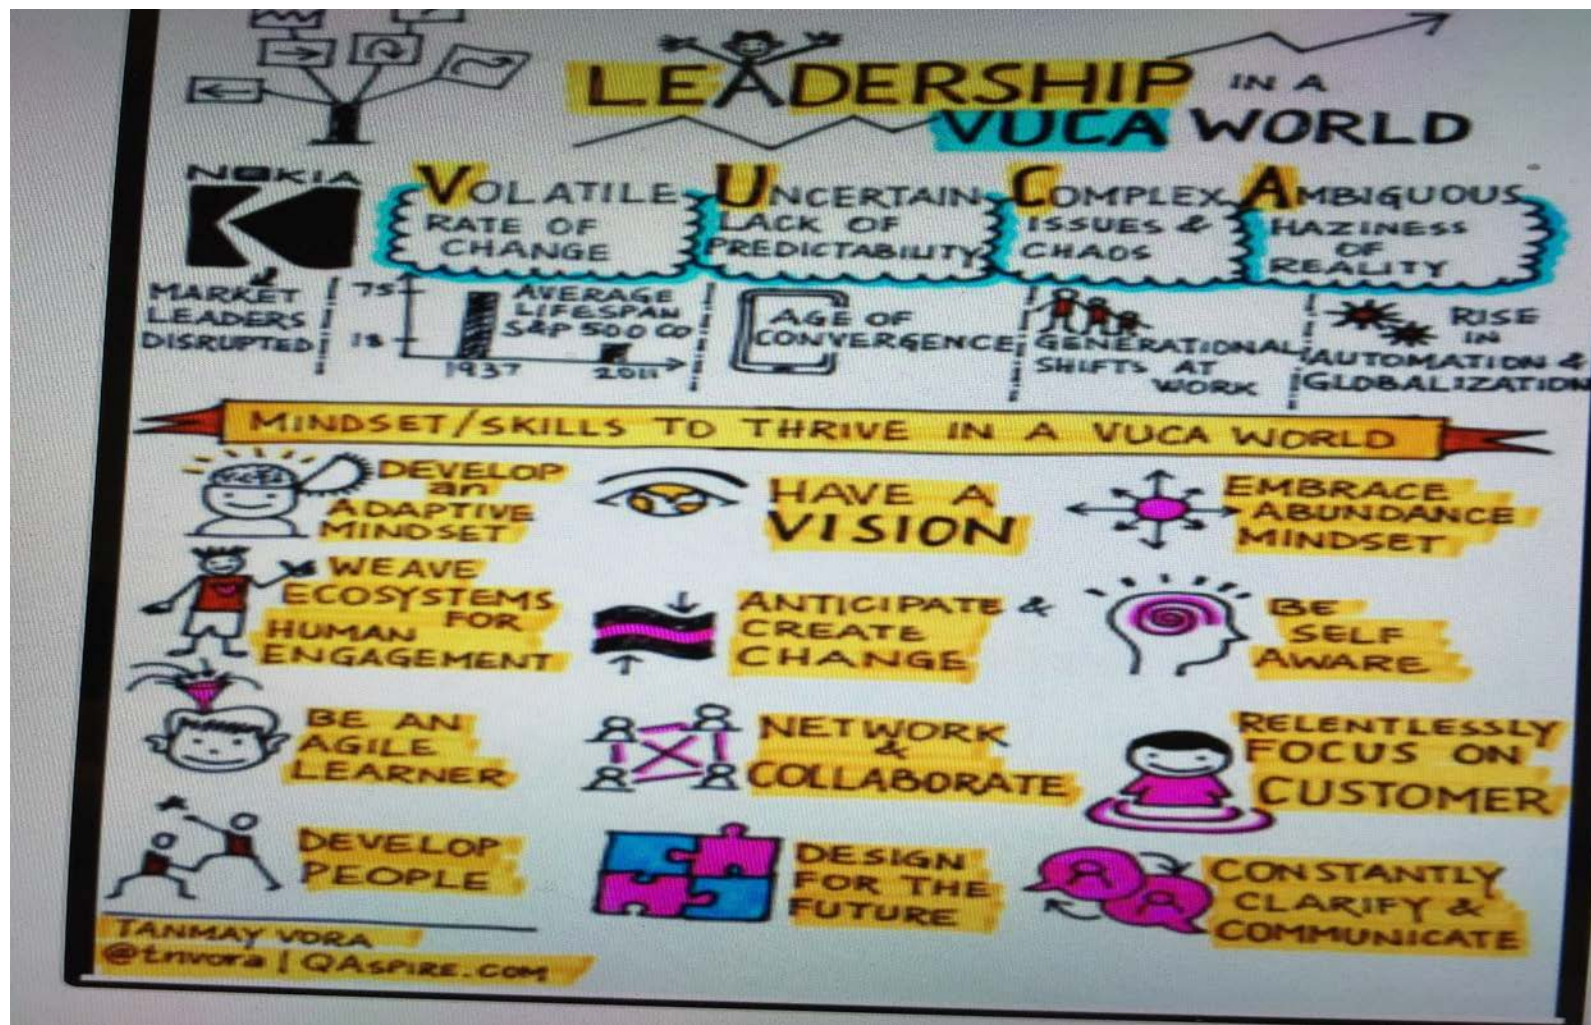 LEADERSHIP IN A
VUCA WORLD
NOKIA
K
VOLATILE
RATE OF
CHANGE
UNCERTAIN
LACK OF
PREDICTABILITY
COMPLEX
ISSUES &
CHAOS
AMBIGUOUS
HAZINESS
OF
REALITY
MARKET
LEADERS
DISRUPTED
75
18
AVERAGE
LIFESPAN
S&P 500 CO
1937
2011
AGE OF
CONVERGENCE
GENERATIONAL
SHIFTS AT
WORK
RISE
IN
AUTOMATION &
GLOBALIZATION
MINDSET/SKILLS TO THRIVE IN A VUCA WORLD
DEVELOP
an
ADAPTIVE
MINDSET
HAVE A
VISION
EMBRACE
ABUNDANCE
MINDSET
WEAVE
ECOSYSTEMS
FOR
HUMAN
ENGAGEMENT
ANTICIPATE &
CREATE
CHANGE
BE
SELF
AWARE
BE AN
AGILE
LEARNER
NETWORK
&
COLLABORATE
RELENTLESSLY
FOCUS ON
CUSTOMER
DEVELOP
PEOPLE
DESIGN
FOR THE
FUTURE
CONSTANTLY
CLARIFY &
COMMUNICATE
TANMAY VORA
@tnvora | QASPIRE.COM